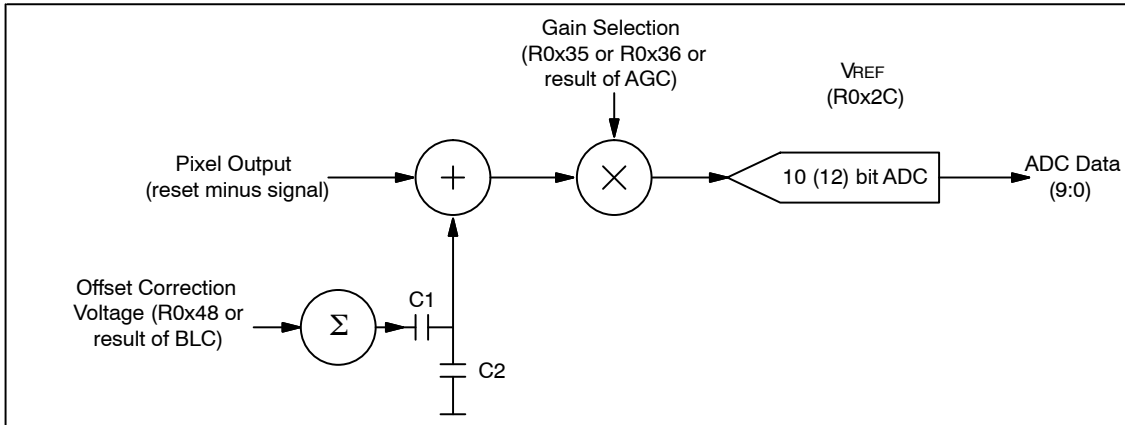 Gain Selection
(R0x35 or R0x36 or
result of AGC)
VREF
(R0x2C)
Pixel Output
(reset minus signal)
+
×
10 (12) bit ADC
ADC Data
(9:0)
Offset Correction
Voltage (R0x48 or
result of BLC)
Σ
C1
C2